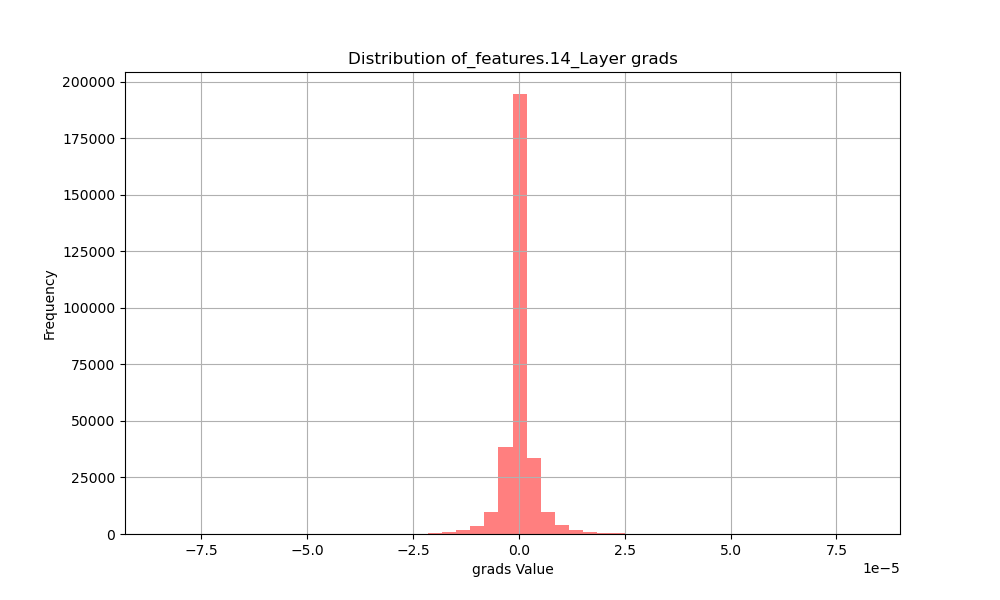 Distribution of_features.14_Layer grads
200000
175000
150000
125000
100000
75000
50000
25000
0
Frequency
−7.5 −5.0 −2.5 0.0 2.5 5.0 7.5
1e−5
grads Value